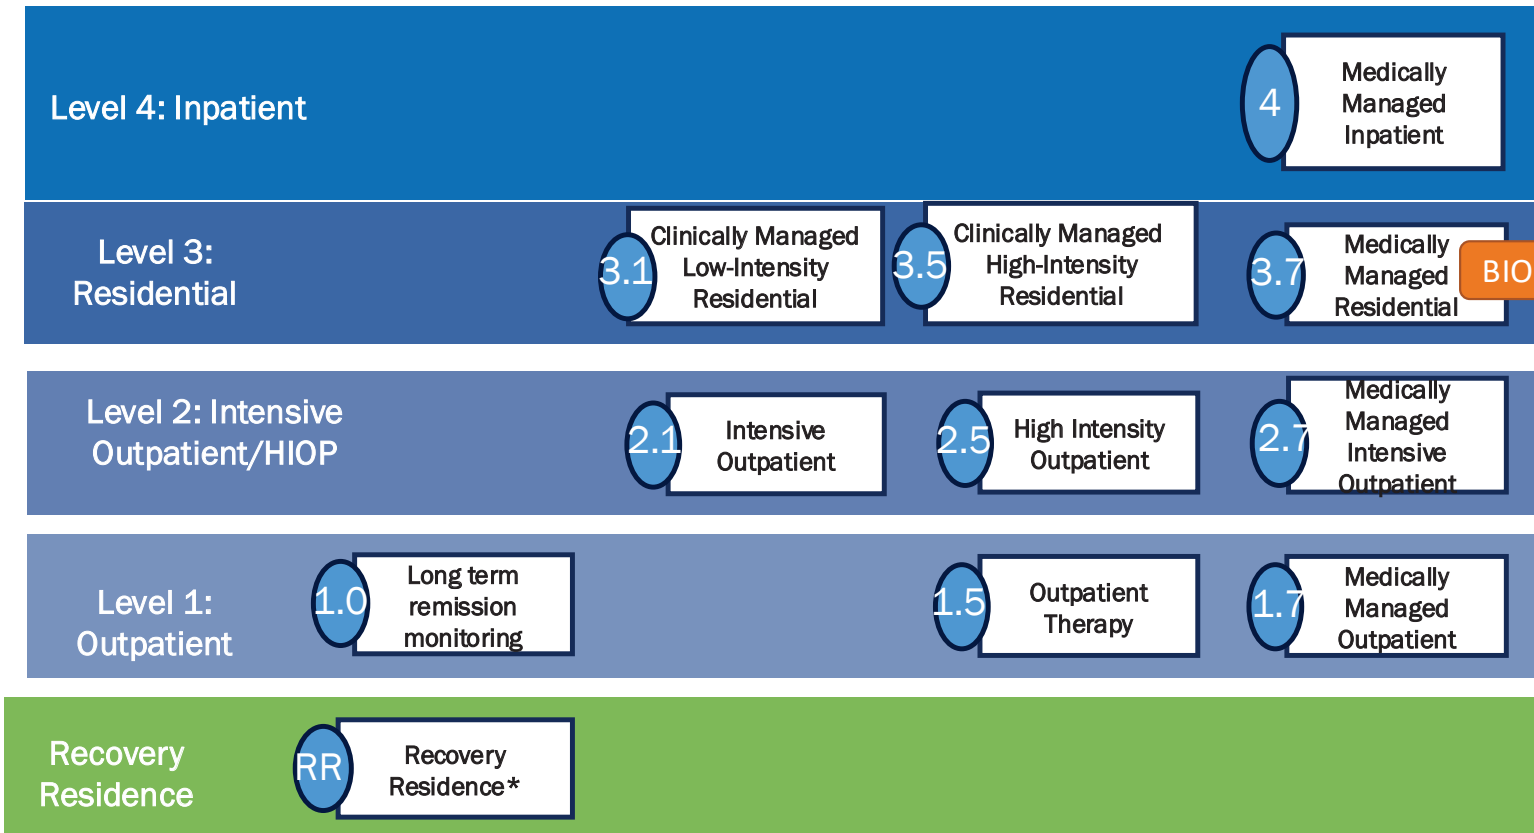 Level 4: Inpatient
4
Medically
Managed
Inpatient
Level 3:
Residential
3.1
Clinically Managed
Low-Intensity
Residential
3.5
Clinically Managed
High-Intensity
Residential
3.7
Medically
Managed
Residential
BIO
Level 2: Intensive
Outpatient/HIOP
2.1
Intensive
Outpatient
2.5
High Intensity
Outpatient
2.7
Medically
Managed
Intensive
Outpatient
Level 1:
Outpatient
1.0
Long term
remission
monitoring
1.5
Outpatient
Therapy
1.7
Medically
Managed
Outpatient
Recovery
Residence
RR
Recovery
Residence*